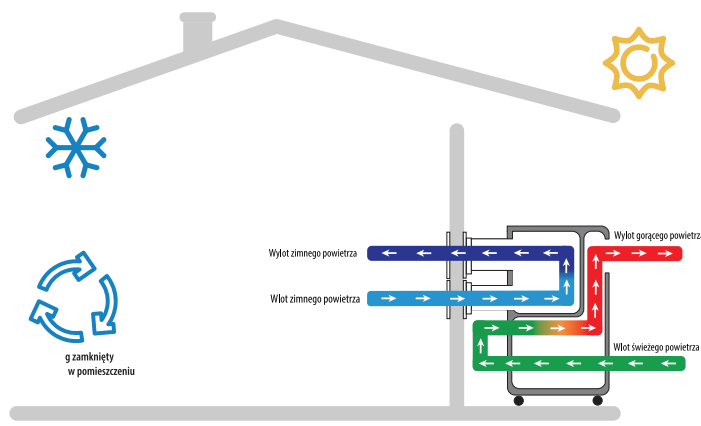 Wylot gorącego powietrza
Wylot zimnego powietrza
Wlot zimnego powietrza
Wlot świeżego powietrza
g zamknięty
w pomieszczeniu